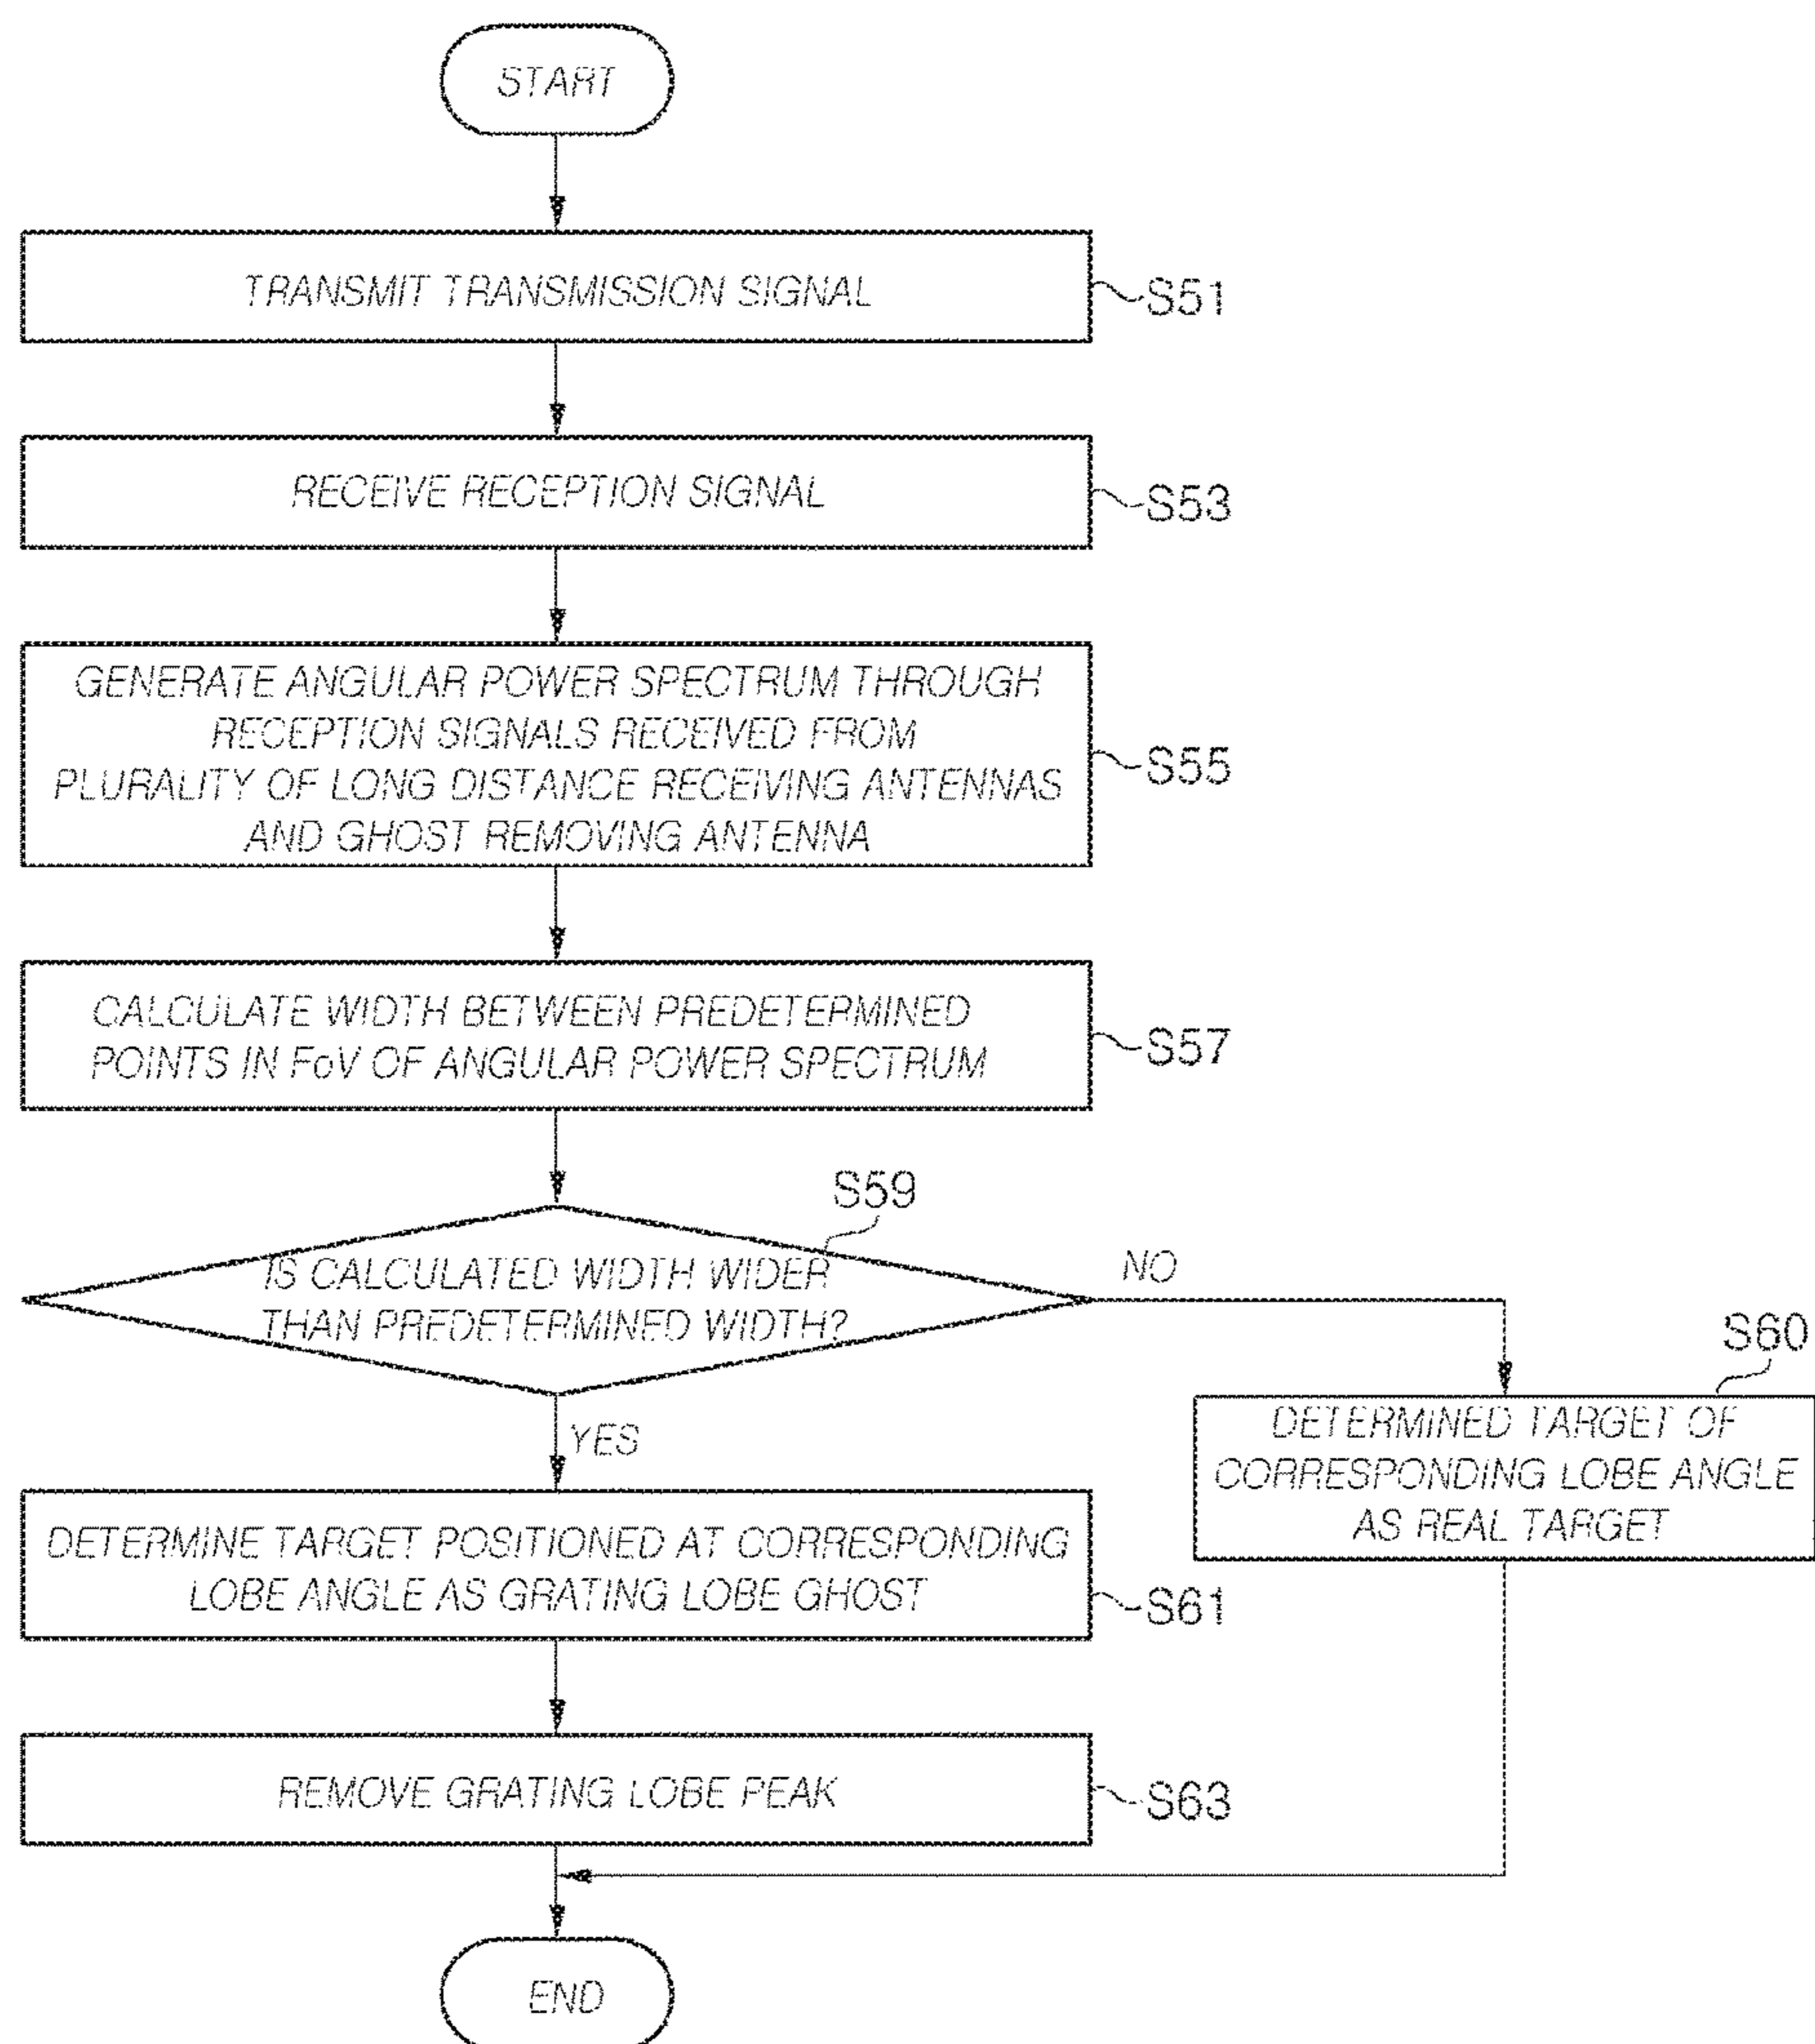 START
TRANSMIT TRANSMISSION SIGNAL
S51
RECEIVE RECEPTION SIGNAL
S53
GENERATE ANGULAR POWER SPECTRUM THROUGH
RECEPTION SIGNALS RECEIVED FROM
PLURALITY OF LONG DISTANCE RECEIVING ANTENNAS
AND GHOST REMOVING ANTENNA
S55
CALCULATE WIDTH BETWEEN PREDETERMINED
POINTS IN FoV OF ANGULAR POWER SPECTRUM
S57
S59
IS CALCULATED WIDTH WIDER
THAN PREDETERMINED WIDTH?
NO
S60
DETERMINED TARGET OF
CORRESPONDING LOBE ANGLE
AS REAL TARGET
YES
DETERMINE TARGET POSITIONED AT CORRESPONDING
LOBE ANGLE AS GRATING LOBE GHOST
S61
REMOVE GRATING LOBE PEAK
S63
END